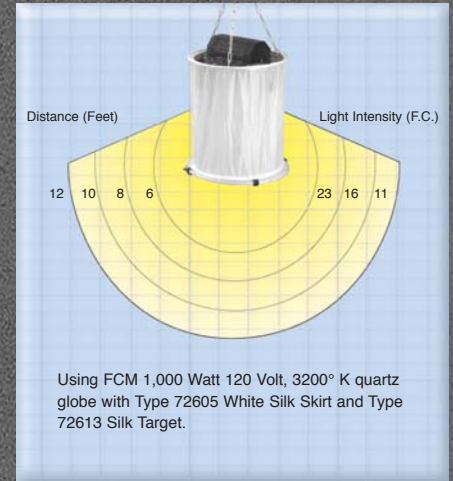 Distance (Feet) Light Intensity (F.C.)
12 10 8 6 23 16 11
Using FCM 1,000 Watt 120 Volt, 3200° K quartz
globe with Type 72605 White Silk Skirt and Type
72613 Silk Target.